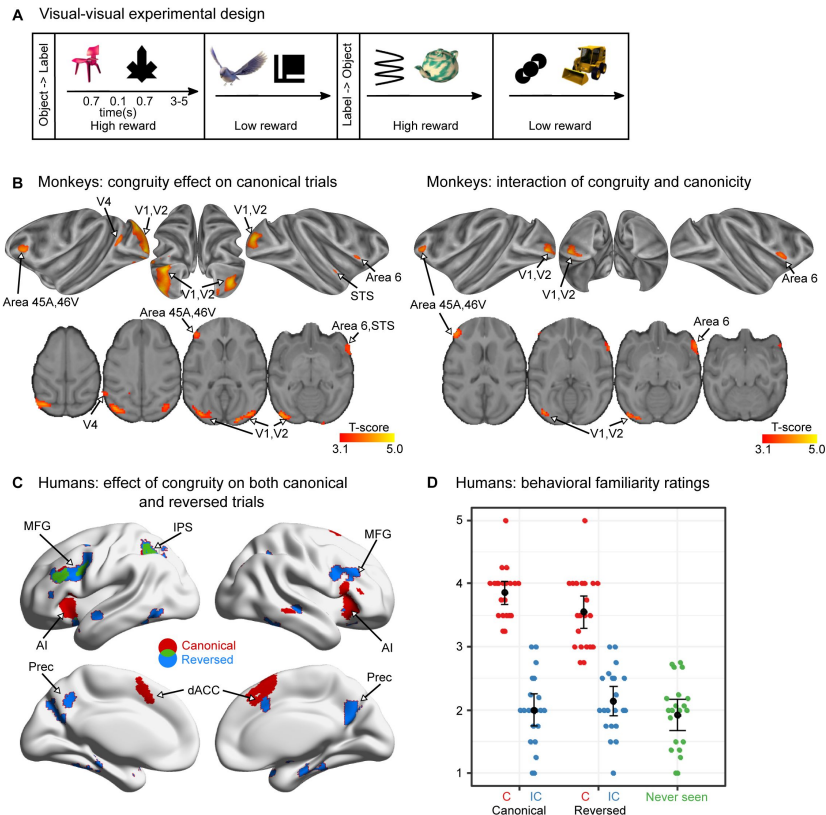 A Visual-visual experimental design
Object -> Label
0.7 0.1 0.7 3-5
time(s)
High reward
Low reward
Label -> Object
High reward
Low reward
B Monkeys: congruity effect on canonical trials
V4
V1,V2
V1,V2
Area 45A,46V
V1,V2
STS
Area 6
Area 45A,46V
Area 6,STS
V4
V1,V2
T-score
3.1 5.0
Monkeys: interaction of congruity and canonicity
V1,V2
V1,V2
Area 6
Area 45A,46V
Area 6
V1,V2
T-score
3.1 5.0
C Humans: effect of congruity on both canonical
and reversed trials
MFG
IPS
MFG
AI
AI
Canonical
Reversed
Prec
dACC
Prec
D Humans: behavioral familiarity ratings
5
4
3
2
1
C IC C IC Never seen
Canonical Reversed